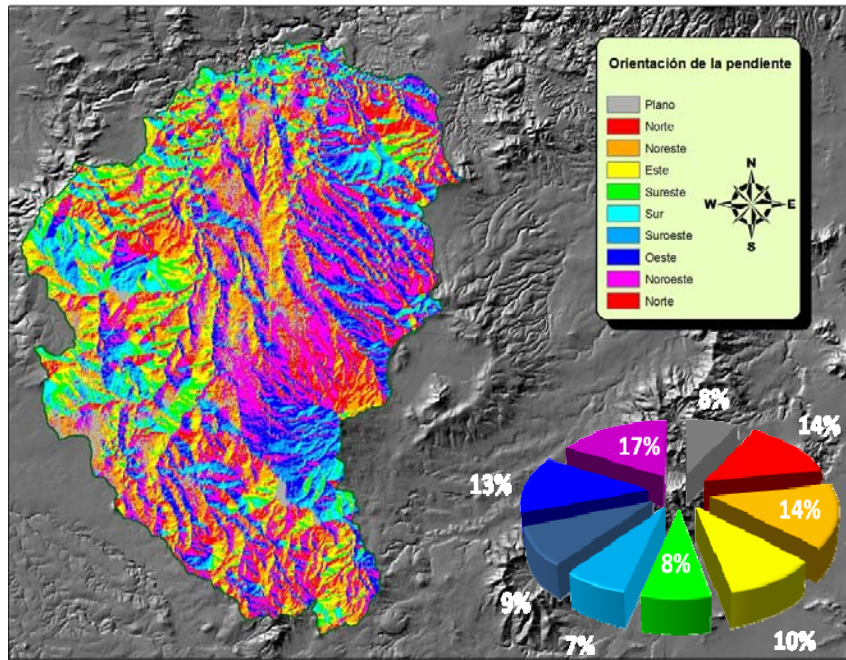 Orientación de la pendiente
Plano
Norte
Noreste
Este
Sureste
Sur
Suroeste
Oeste
Noroeste
Norte
N
W E
S
8%
14%
14%
10%
8%
7%
9%
13%
17%